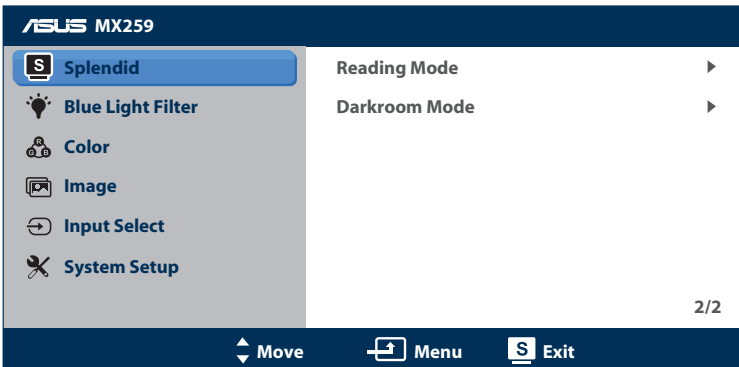 ASUS MX259
S Splendid
Blue Light Filter
R G B Color
Image
Input Select
System Setup
Reading Mode
Darkroom Mode
2/2
Move Menu S Exit